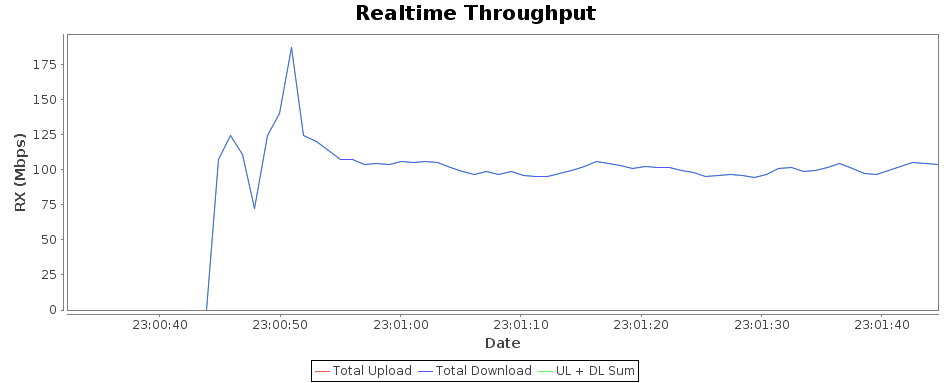 Realtime Throughput
RX (Mbps)
175
150
125
100
75
50
25
0
23:00:40 23:00:50 23:01:00 23:01:10 23:01:20 23:01:30 23:01:40
Date
Total Upload Total Download UL + DL Sum